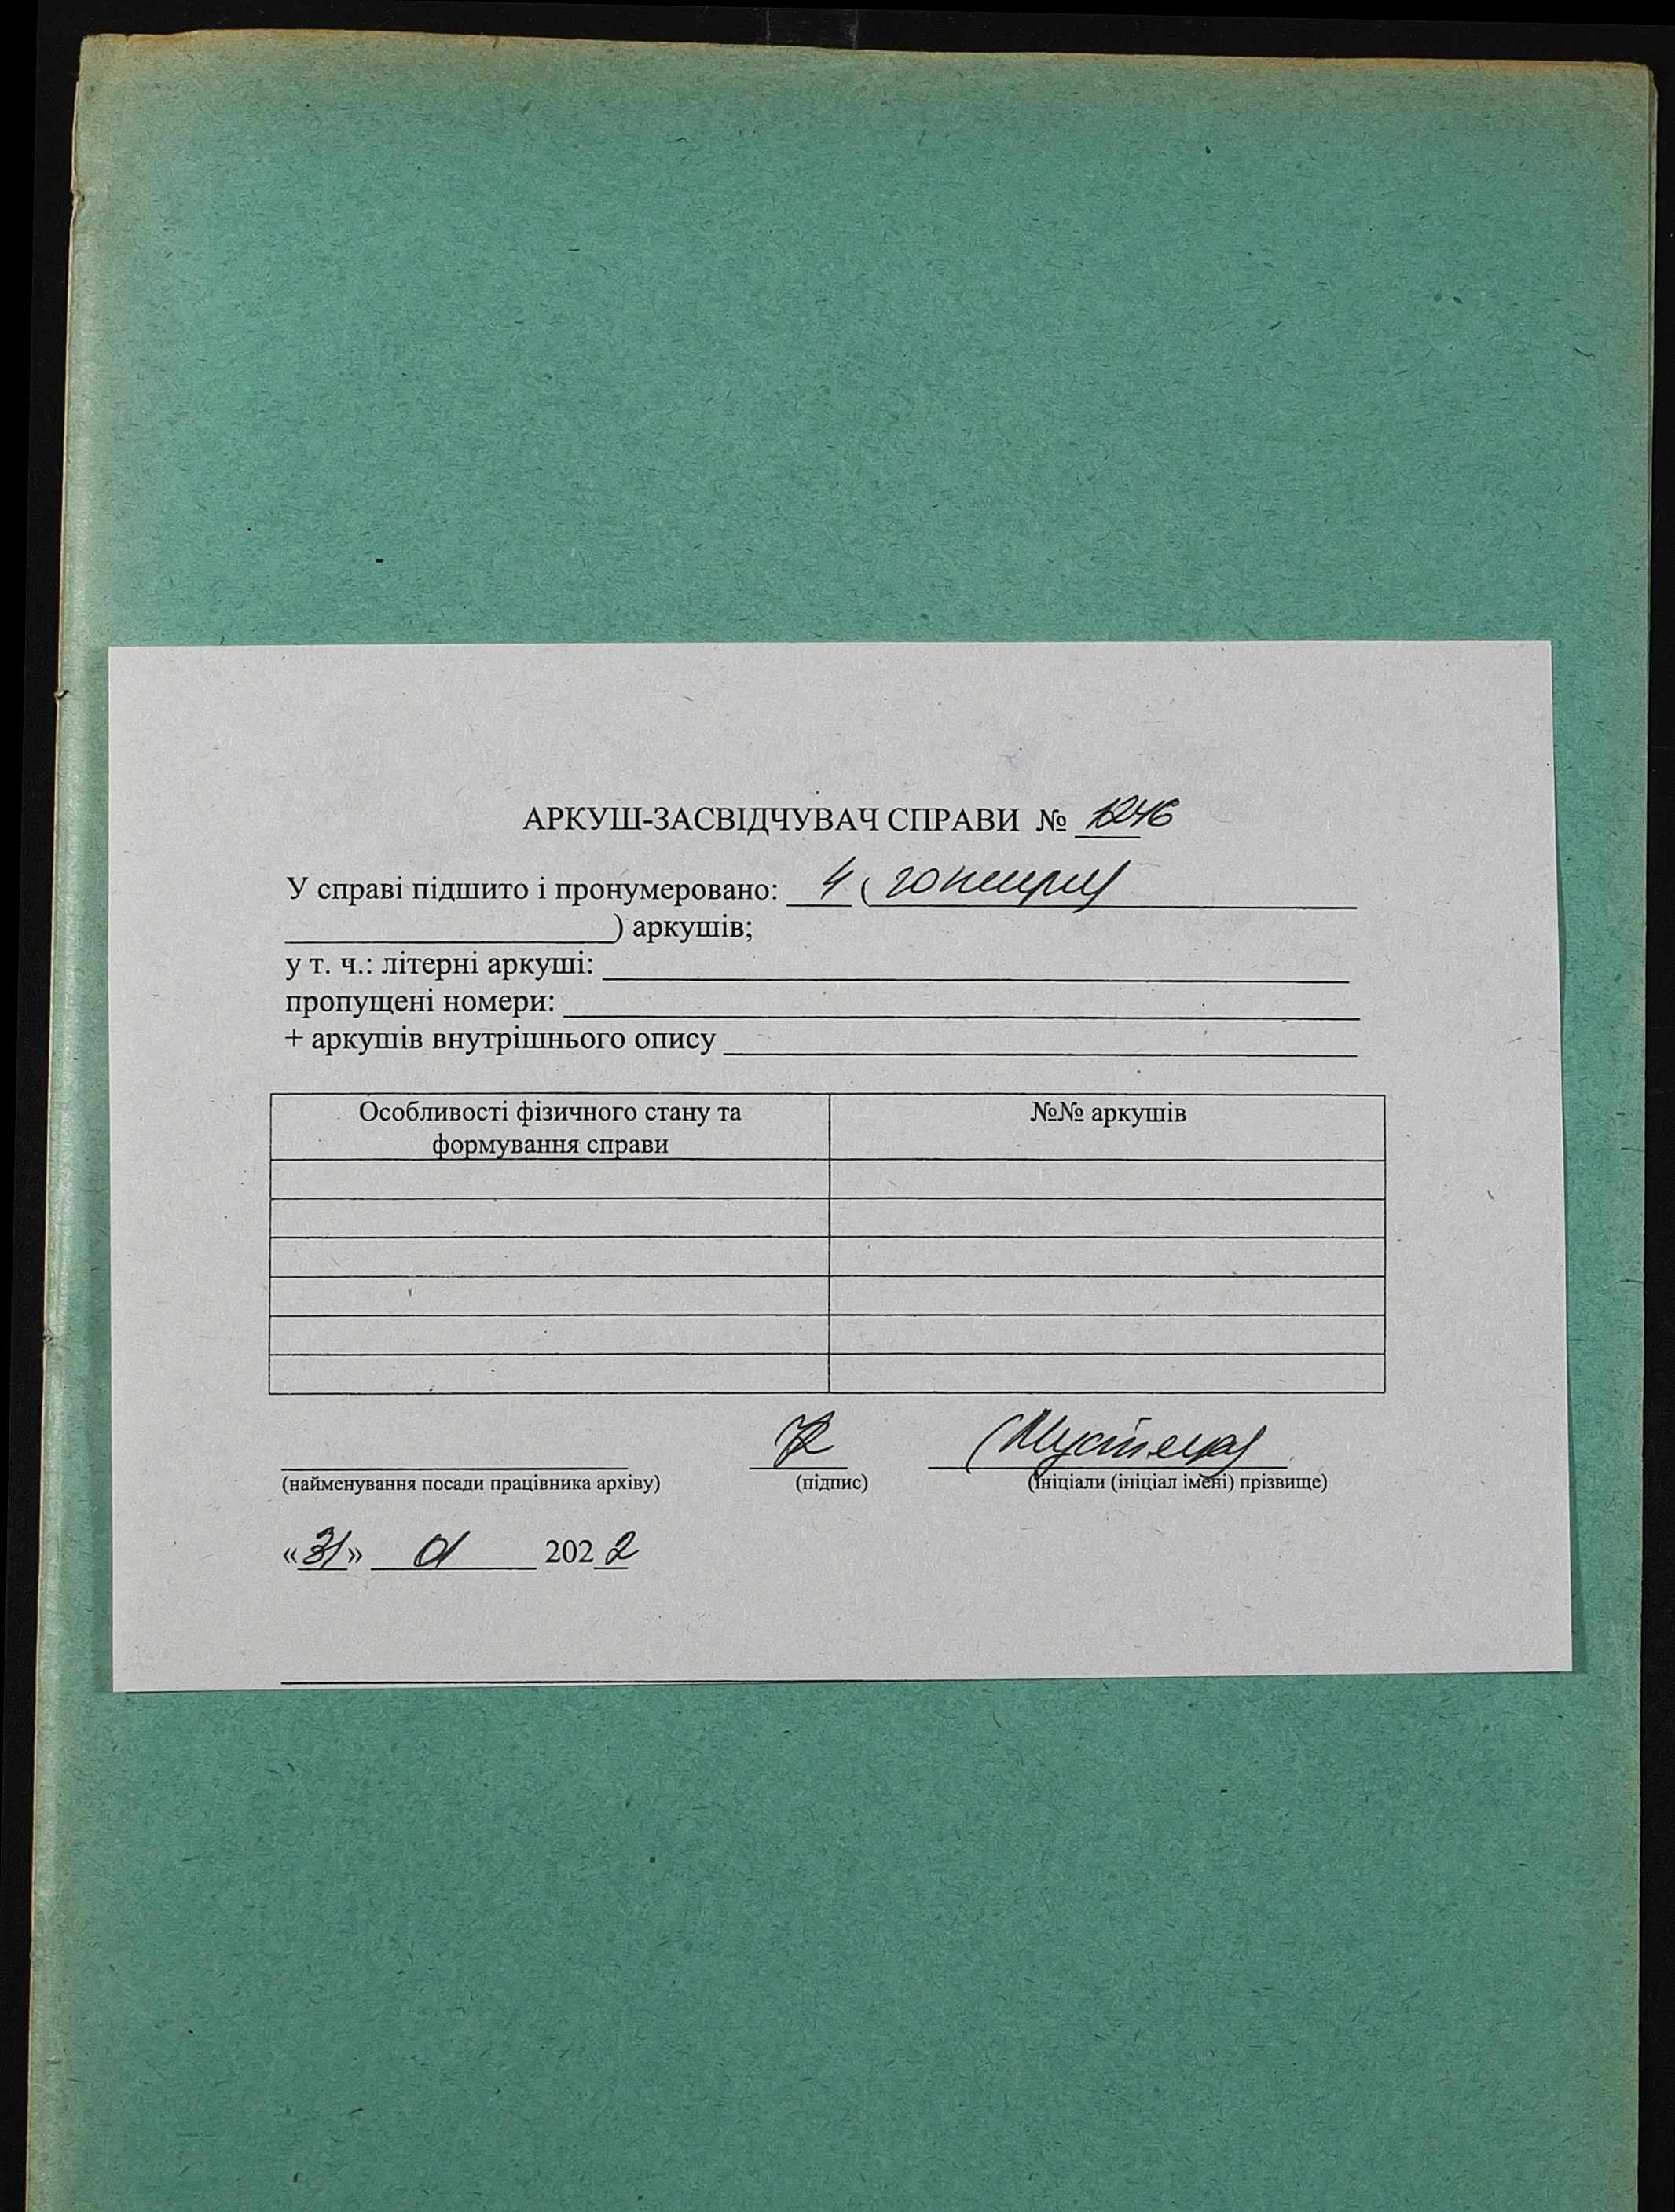 АРКУШ-ЗАСВІДЧУВАЧ СПРАВИ № 1246
У справі підшито і пронумеровано: 4 ( чотири
) аркушів;
у т. ч.: літерні аркуші:
пропущені номери:
+ аркушів внутрішнього опису
Особливості фізичного стану та формування справи
№№ аркушів
(найменування посади працівника архіву) (підпис) (ініціали (ініціал імені) прізвище)
«31» 01 2022